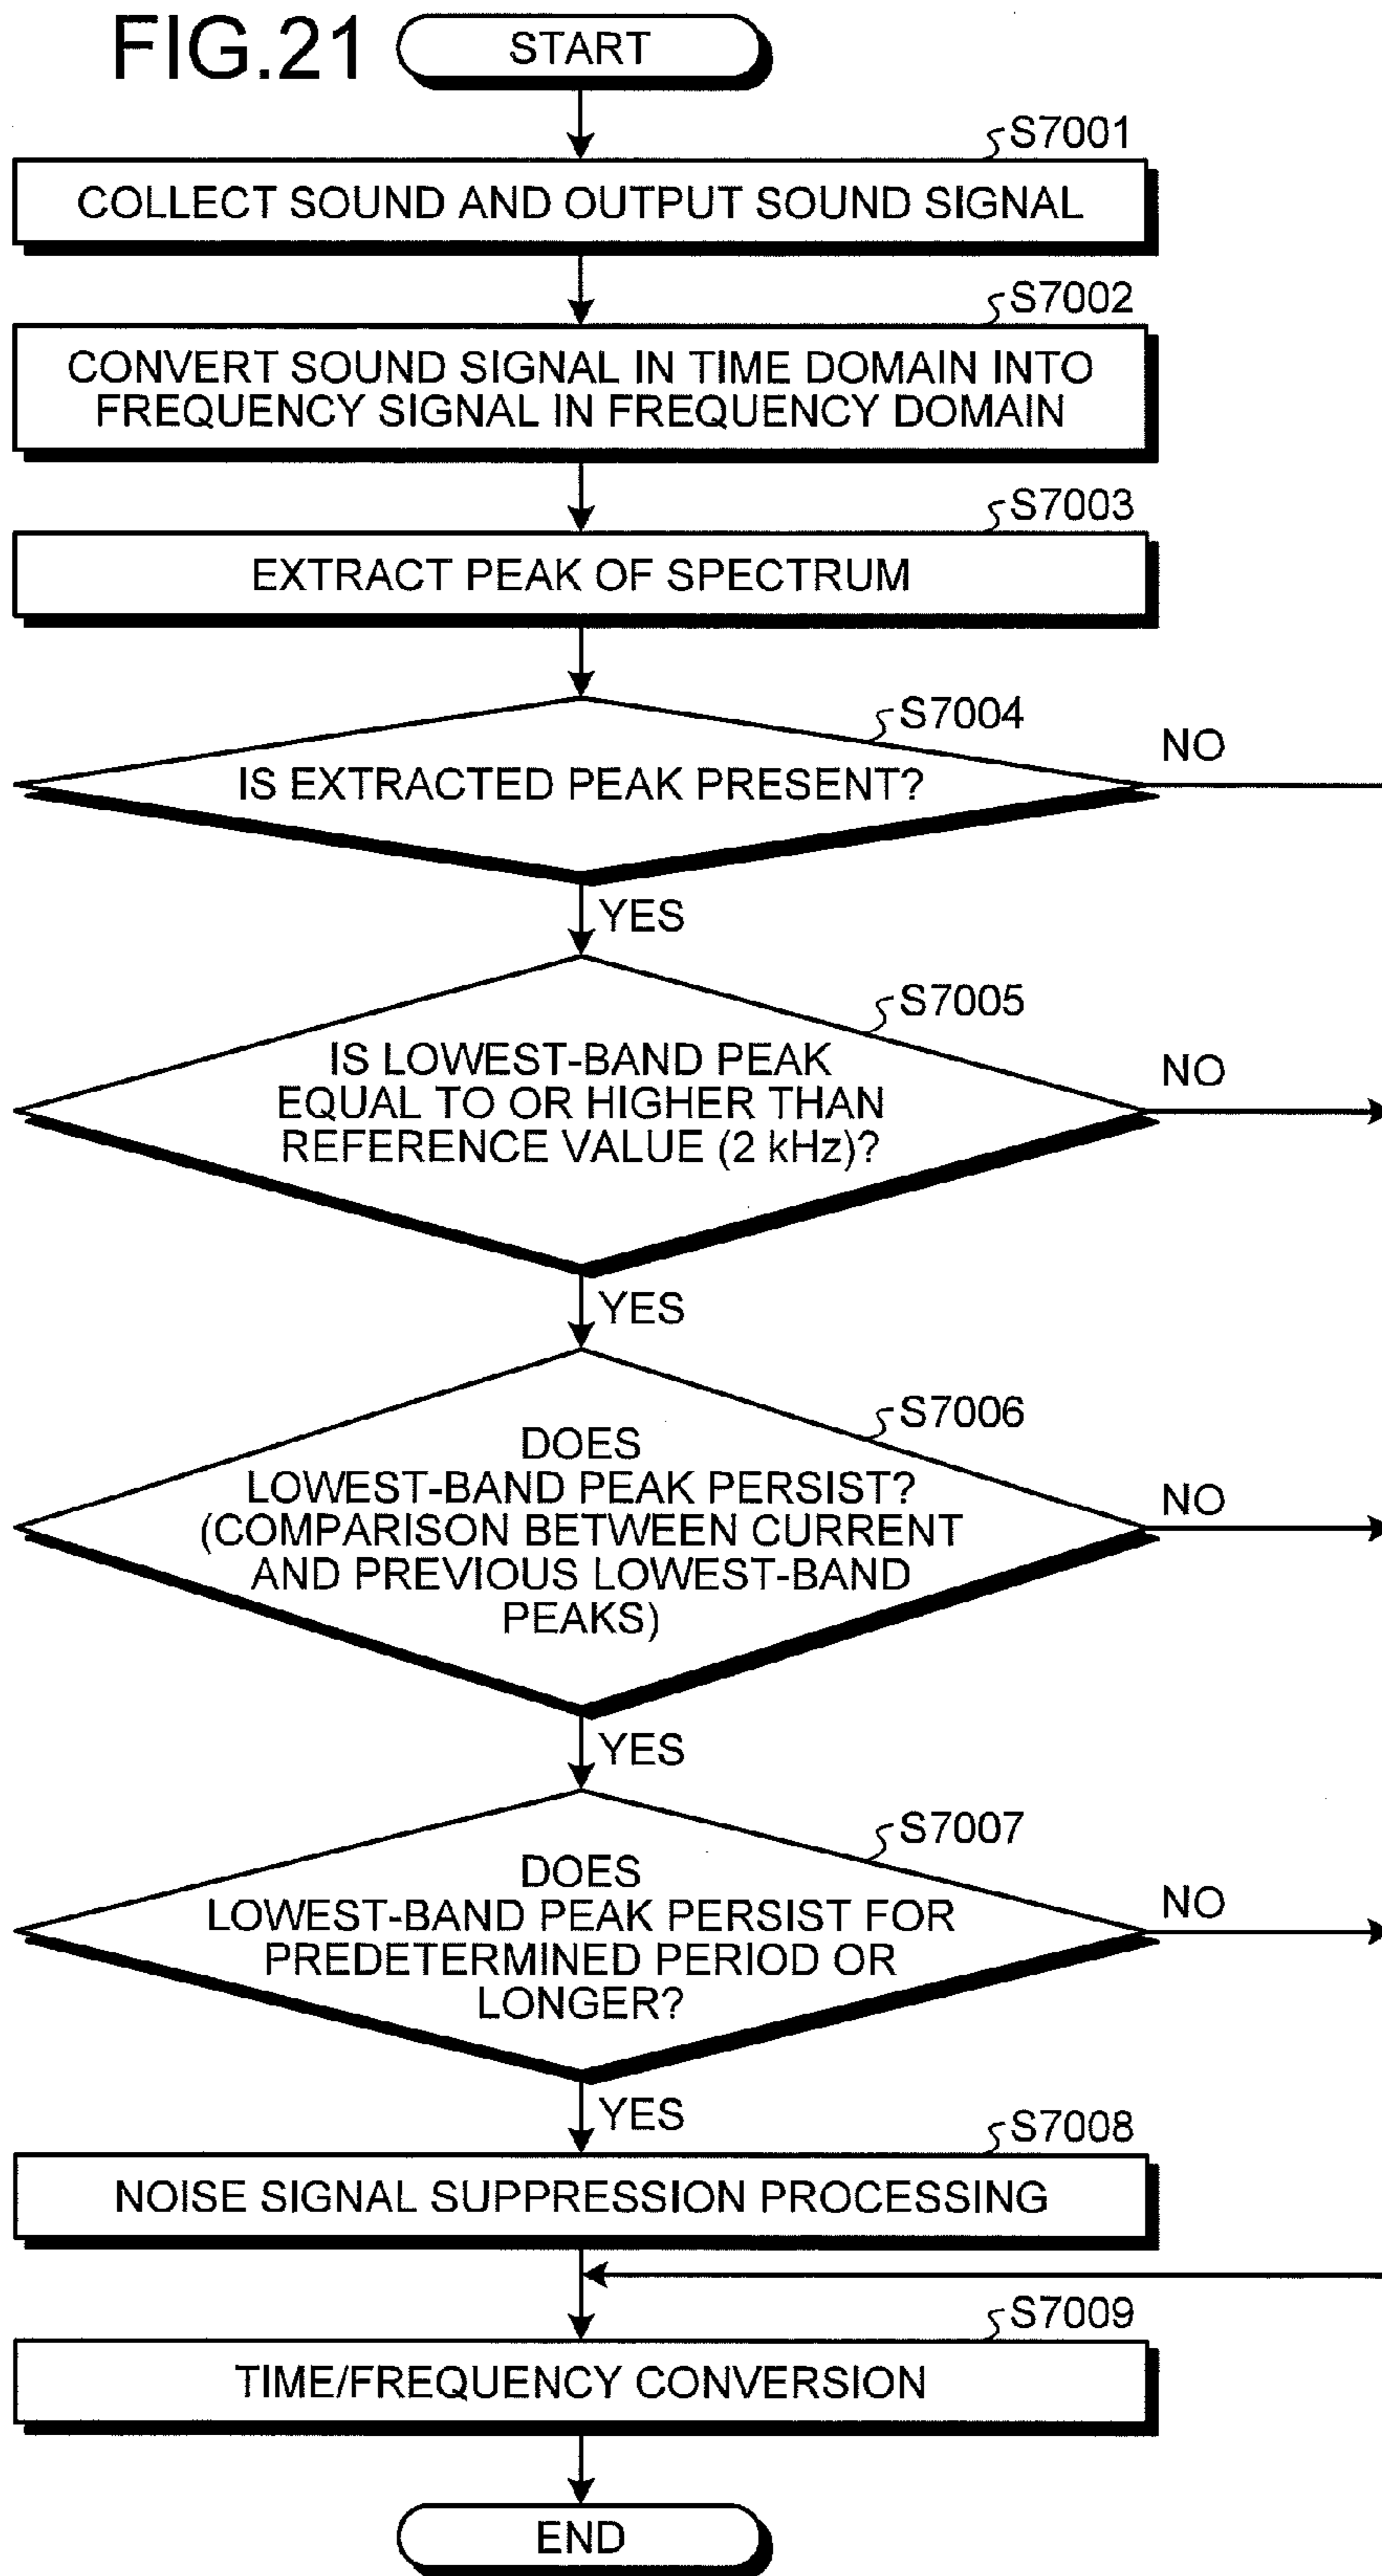 FIG.21
START
S7001
COLLECT SOUND AND OUTPUT SOUND SIGNAL
S7002
CONVERT SOUND SIGNAL IN TIME DOMAIN INTO
FREQUENCY SIGNAL IN FREQUENCY DOMAIN
S7003
EXTRACT PEAK OF SPECTRUM
S7004
NO
IS EXTRACTED PEAK PRESENT?
YES
S7005
IS LOWEST-BAND PEAK
NO
EQUAL TO OR HIGHER THAN
REFERENCE VALUE (2 kHz)?
YES
S7006
DOES
LOWEST-BAND PEAK PERSIST?
NO
(COMPARISON BETWEEN CURRENT
AND PREVIOUS LOWEST-BAND
PEAKS)
YES
S7007
DOES
NO
LOWEST-BAND PEAK PERSIST FOR
PREDETERMINED PERIOD OR
LONGER?
YES
S7008
NOISE SIGNAL SUPPRESSION PROCESSING
S7009
TIME/FREQUENCY CONVERSION
END